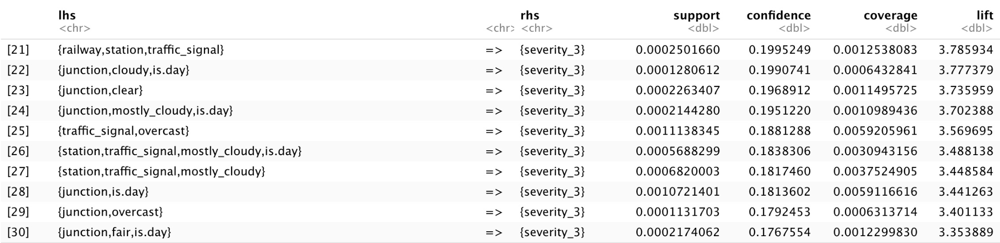 lhs rhs support confidence coverage lift
<chr> <chr> <chr> <dbl> <dbl> <dbl> <dbl>
[21] {railway,station,traffic_signal} => {severity_3} 0.0002501660 0.1995249 0.0012538083 3.785934
[22] {junction,cloudy,is.day} => {severity_3} 0.0001280612 0.1990741 0.0006432841 3.777379
[23] {junction,clear} => {severity_3} 0.0002263407 0.1968912 0.0011495725 3.735959
[24] {junction,mostly_cloudy,is.day} => {severity_3} 0.0002144280 0.1951220 0.0010989436 3.702388
[25] {traffic_signal,overcast} => {severity_3} 0.0011138345 0.1881288 0.0059205961 3.569695
[26] {station,traffic_signal,mostly_cloudy,is.day} => {severity_3} 0.0005688299 0.1838306 0.0030943156 3.488138
[27] {station,traffic_signal,mostly_cloudy} => {severity_3} 0.0006820003 0.1817460 0.0037524905 3.448584
[28] {junction,is.day} => {severity_3} 0.0010721401 0.1813602 0.0059116616 3.441263
[29] {junction,overcast} => {severity_3} 0.0001131703 0.1792453 0.0006313714 3.401133
[30] {junction,fair,is.day} => {severity_3} 0.0002174062 0.1767554 0.0012299830 3.353889